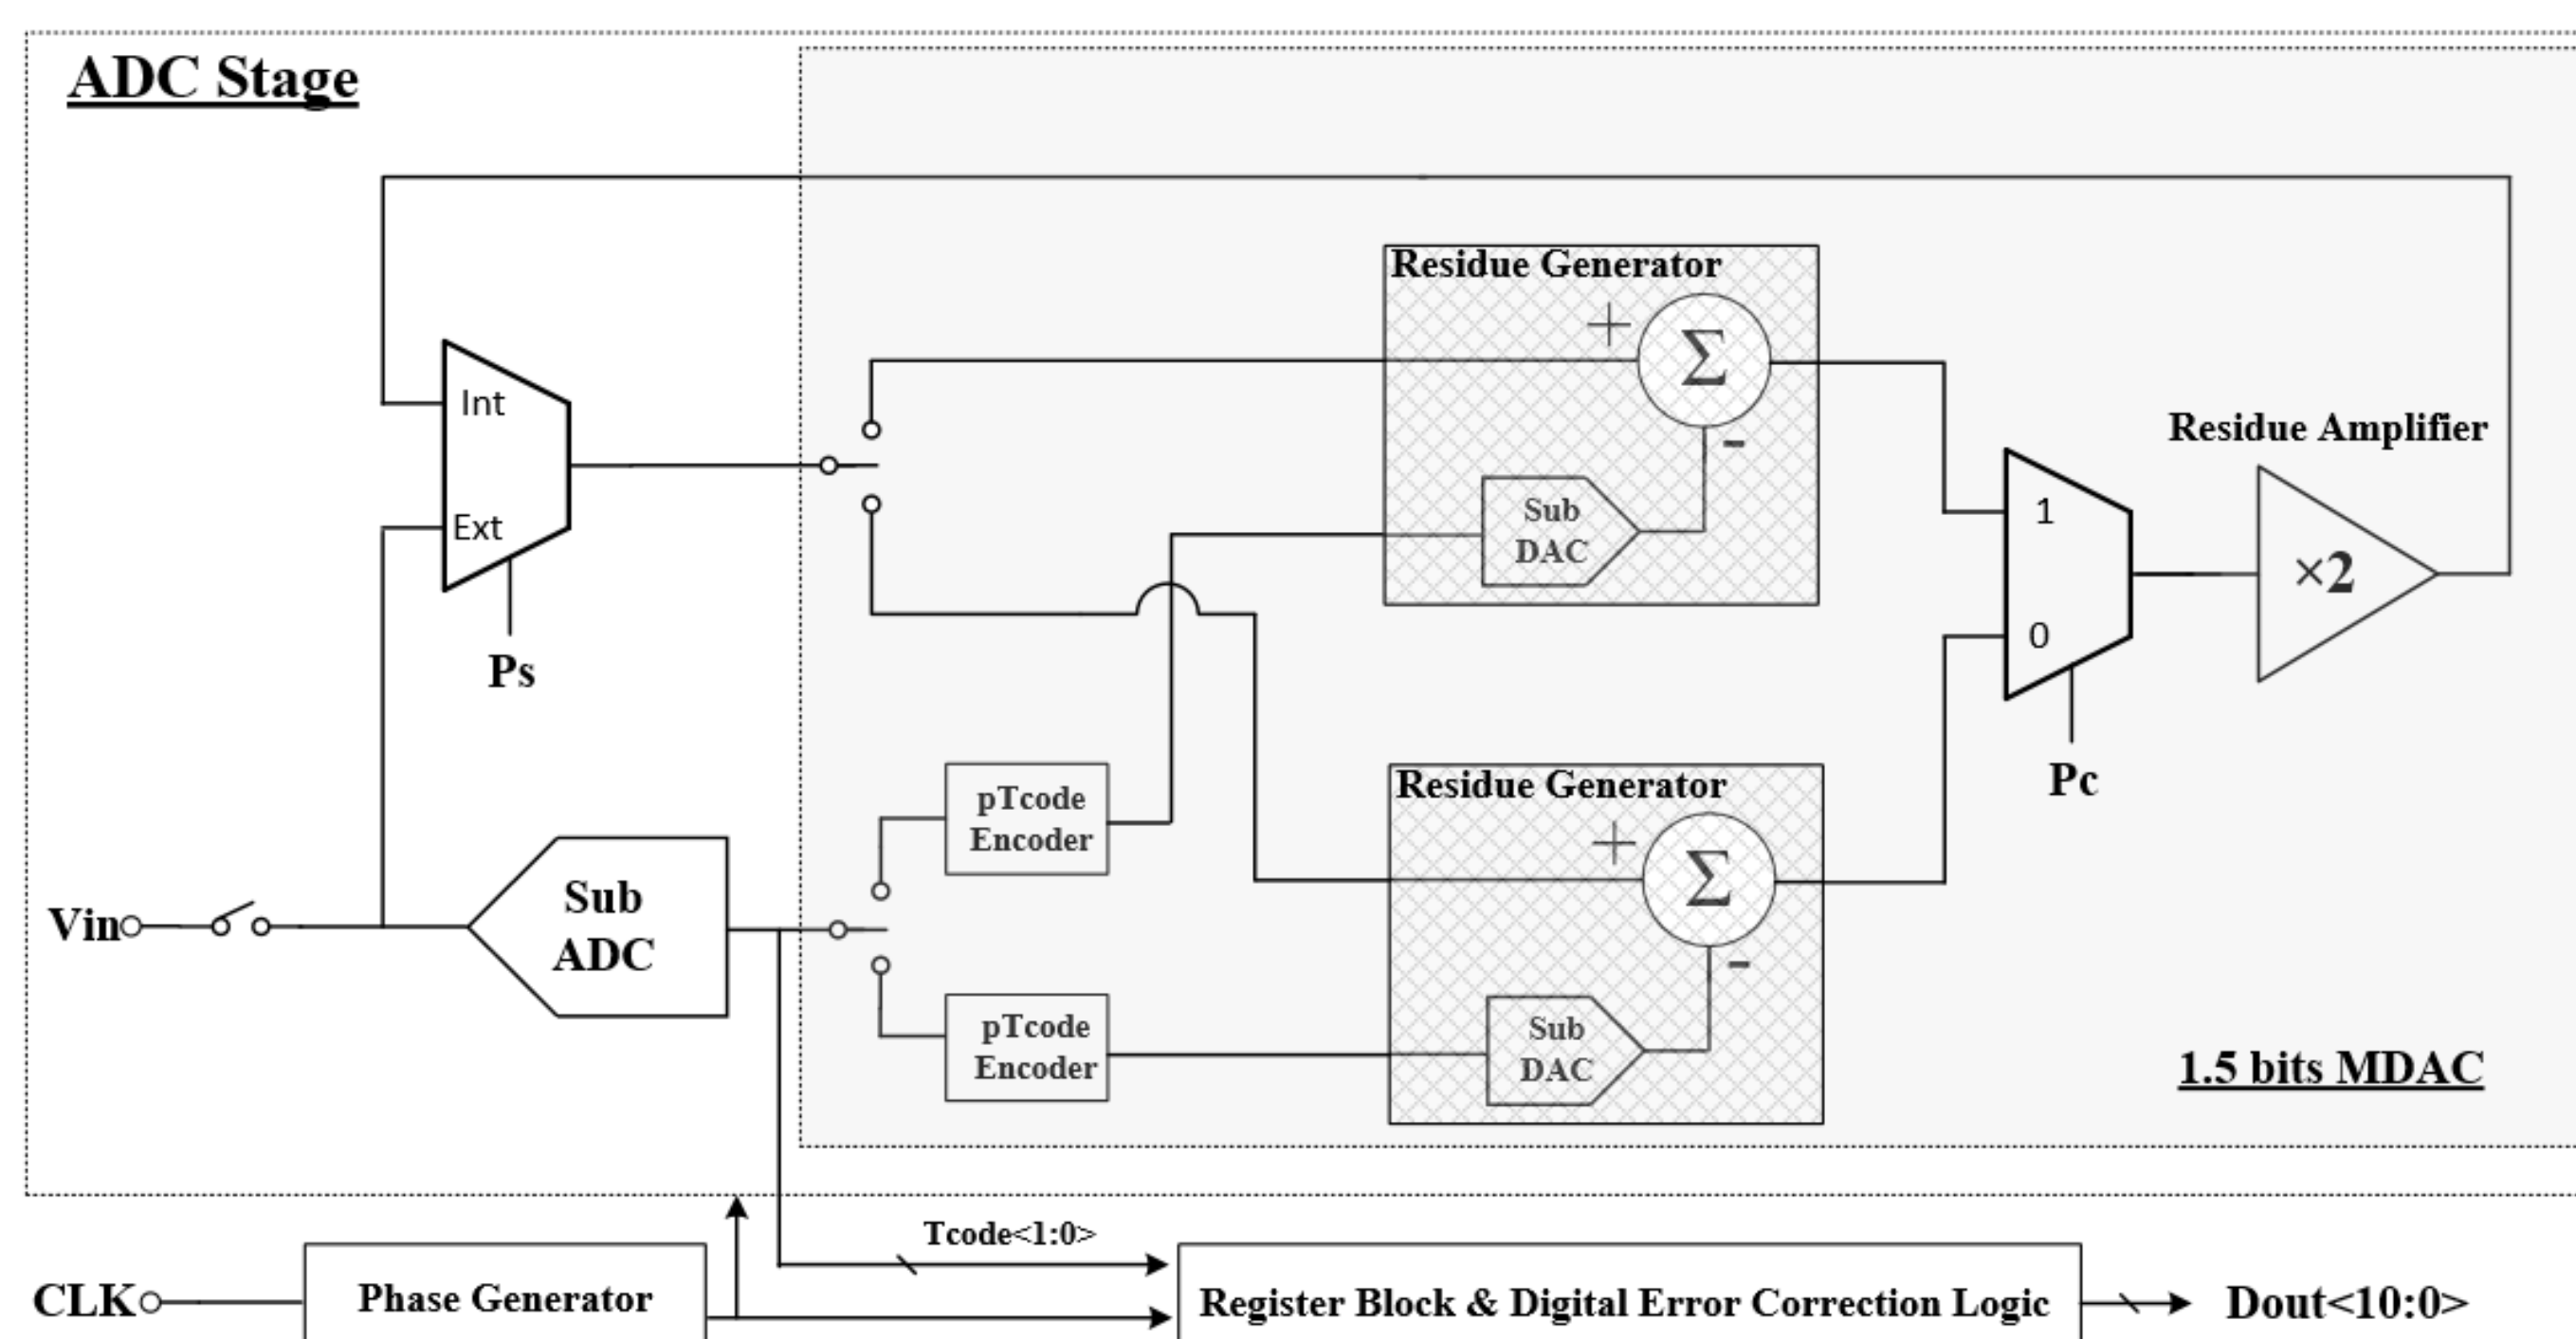 ADC Stage
Residue Generator
+
Σ
-
Sub
DAC
Int
Ext
Ps
Residue Amplifier
1
0
×2
Pc
pTcode
Encoder
Residue Generator
+
Σ
-
Sub
DAC
Vin
Sub
ADC
pTcode
Encoder
1.5 bits MDAC
Tcode<1:0>
CLK
Phase Generator
Register Block & Digital Error Correction Logic
Dout<10:0>